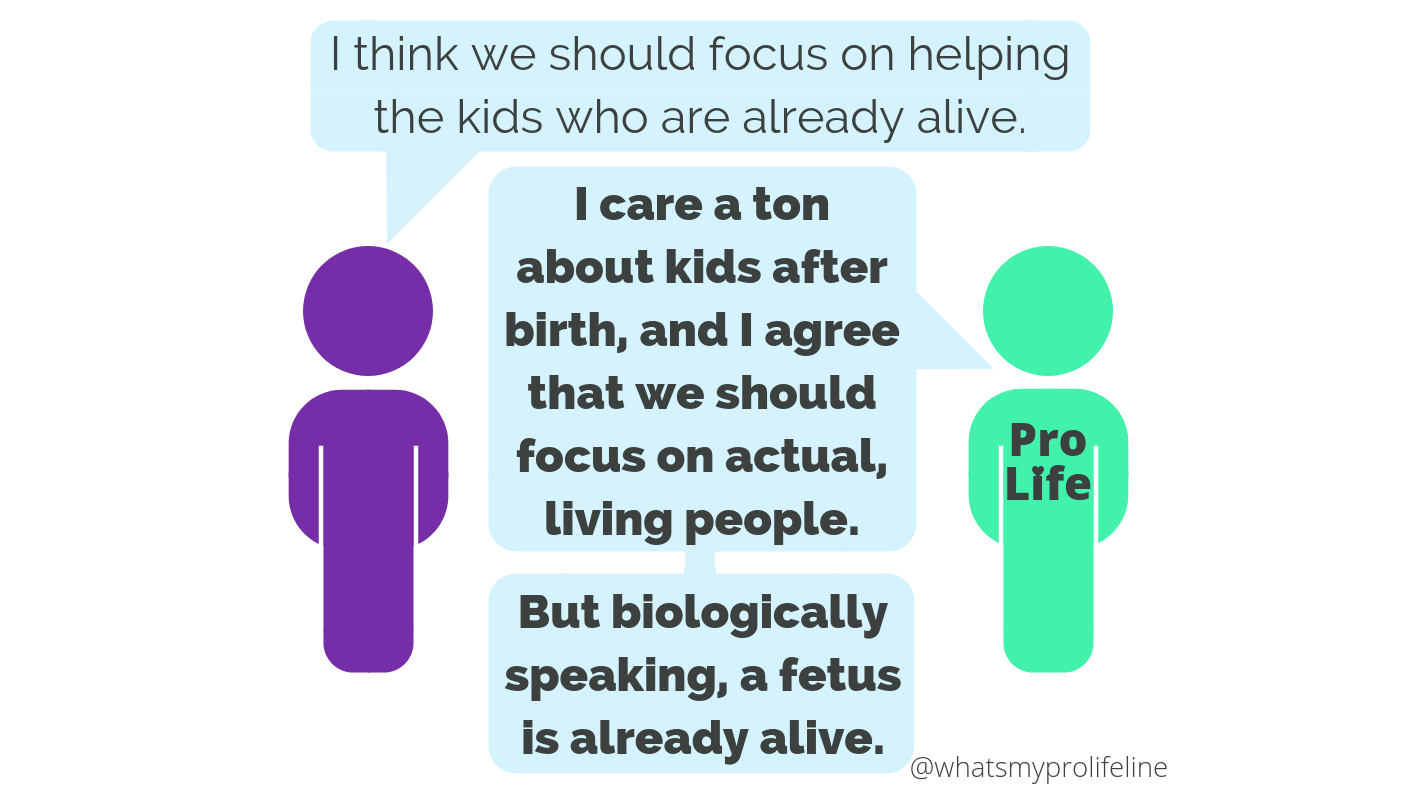 I think we should focus on helping
the kids who are already alive.
I care a ton
about kids after
birth, and I agree
that we should
focus on actual,
living people.
Pro
Life
But biologically
speaking, a fetus
is already alive.
@whatsmyprolifeline